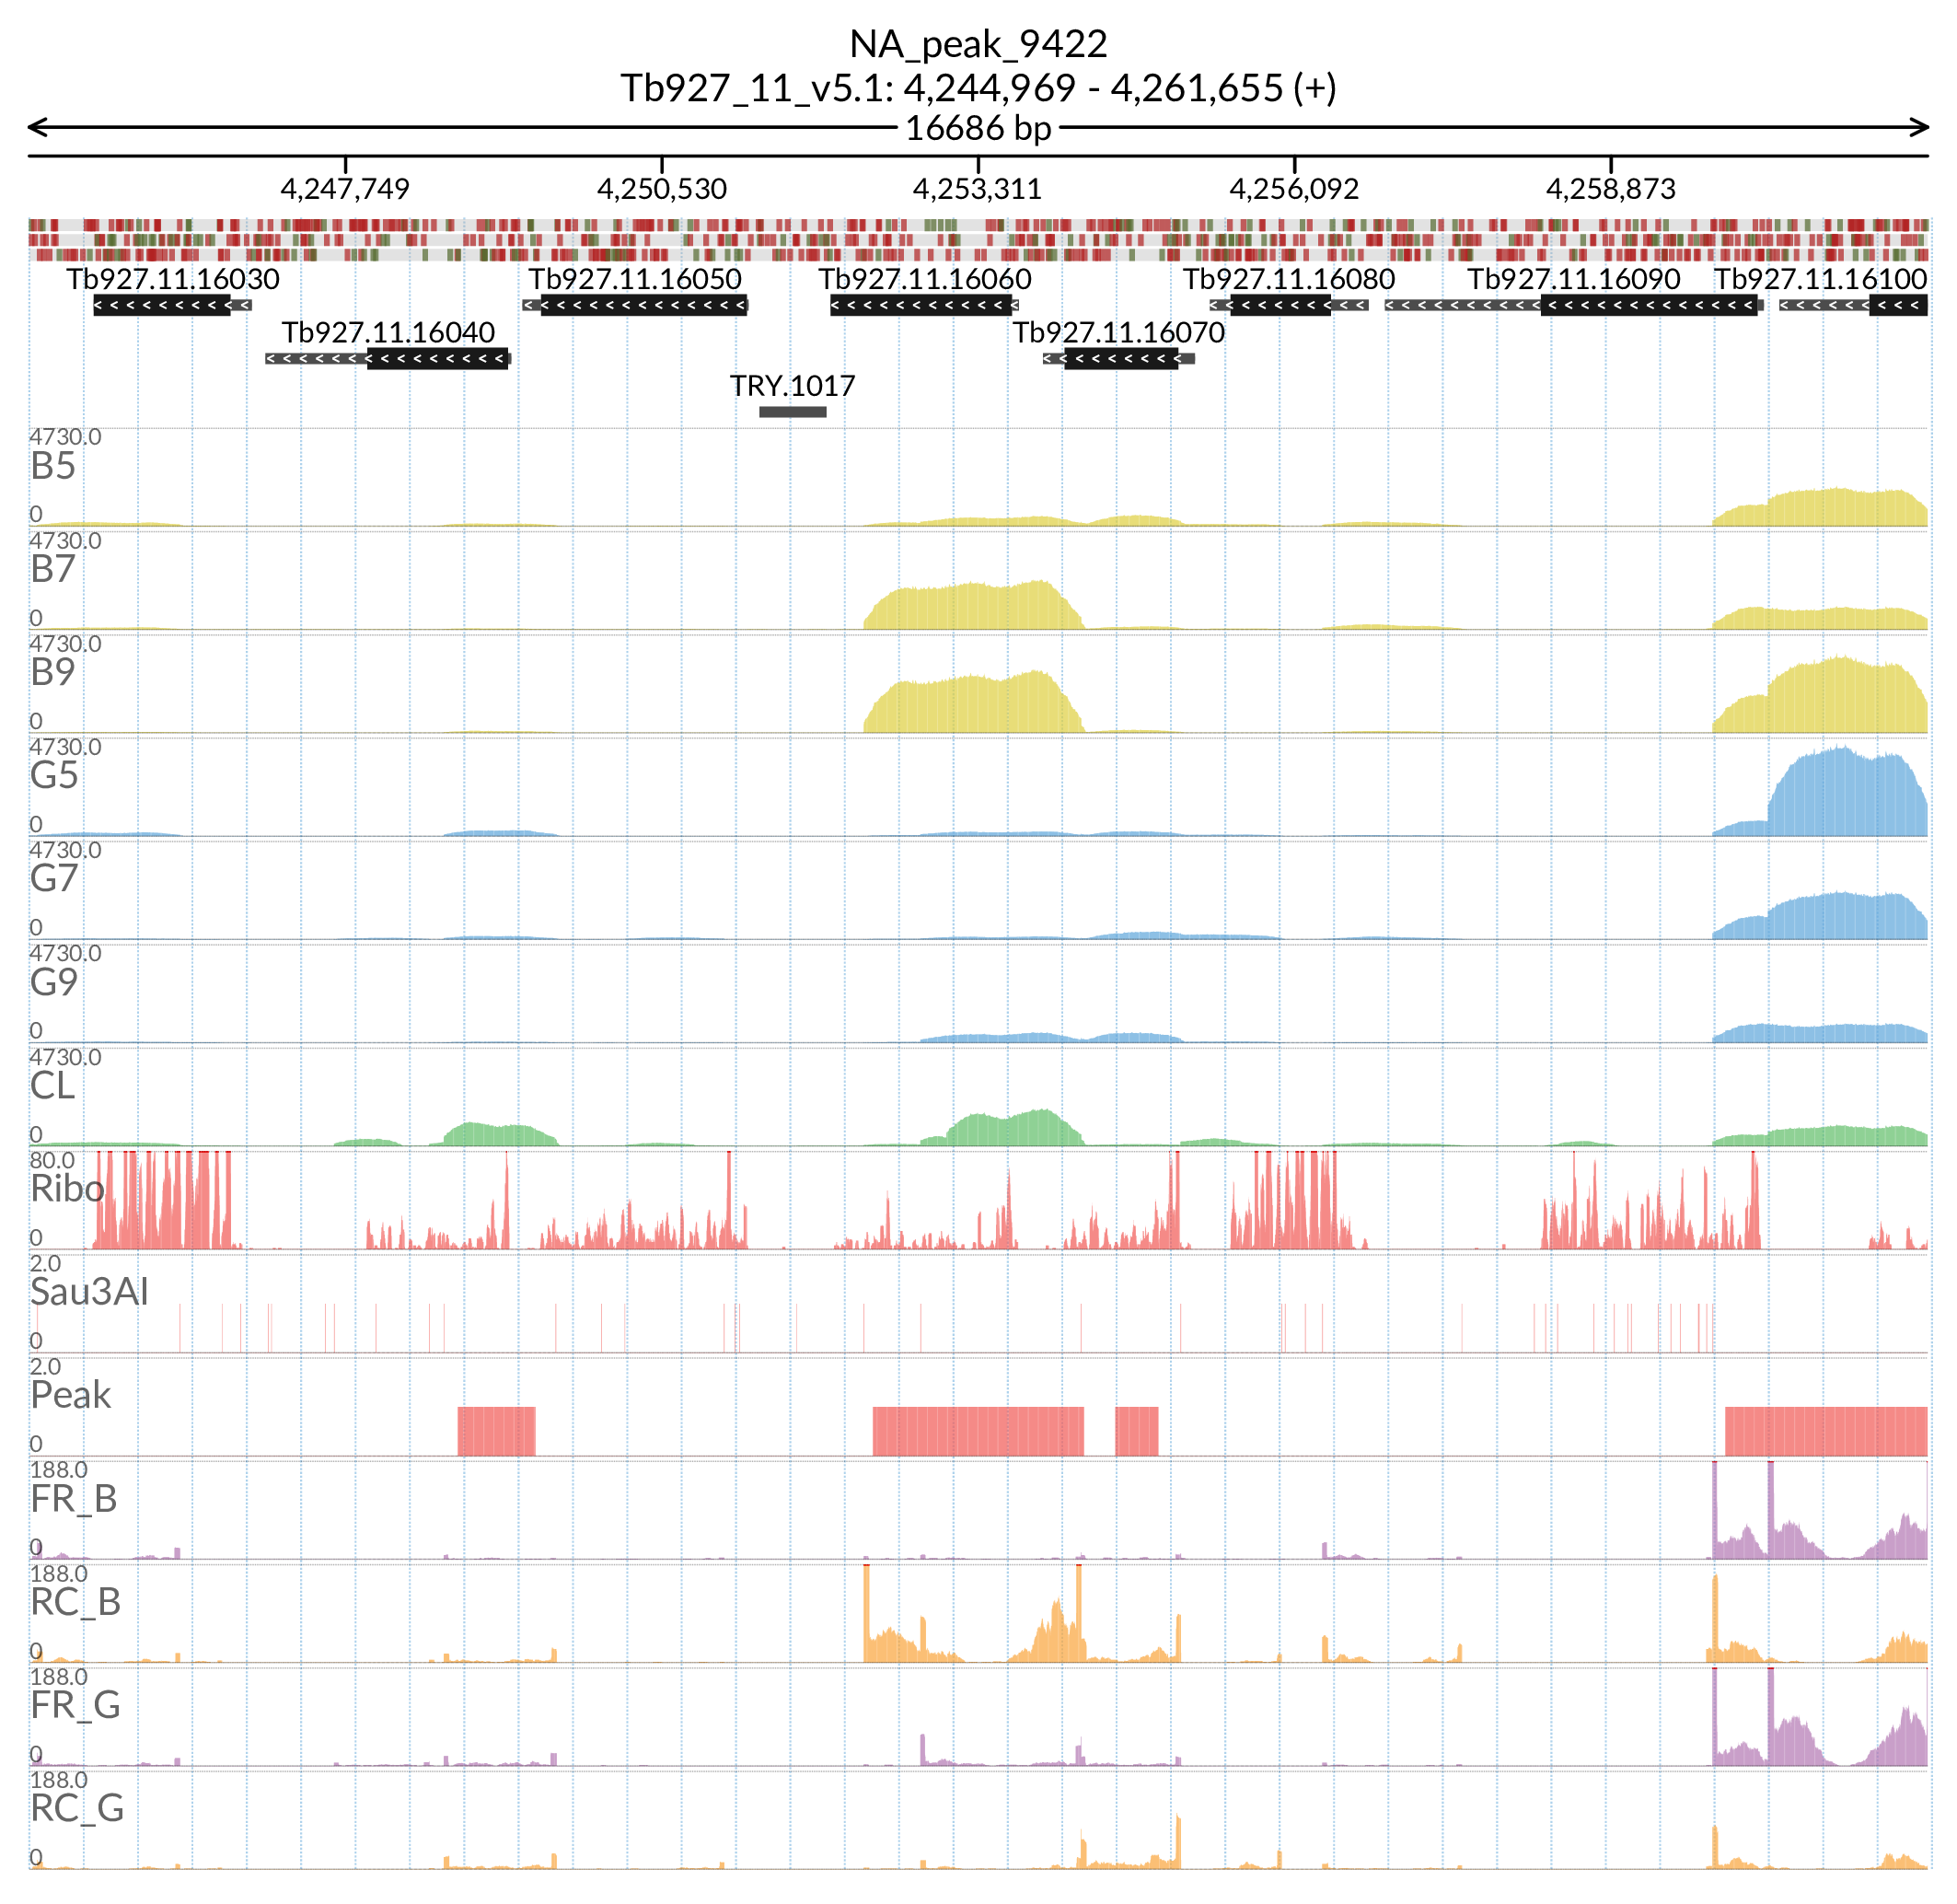 NA_peak_9422
Tb927_11_v5.1: 4,244,969 - 4,261,655 (+)
16686 bp
4,247,749 4,250,530 4,253,311 4,256,092 4,258,873
Tb927.11.16030 Tb927.11.16050 Tb927.11.16060 Tb927.11.16080 Tb927.11.16090 Tb927.11.16100
Tb927.11.16040 Tb927.11.16070
TRY.1017
4730.0
B5
0
4730.0
B7
0
4730.0
B9
0
4730.0
G5
0
4730.0
G7
0
4730.0
G9
0
4730.0
CL
0
80.0
Ribo
0
2.0
Sau3AI
0
2.0
Peak
0
188.0
FR_B
0
188.0
RC_B
0
188.0
FR_G
0
188.0
RC_G
0